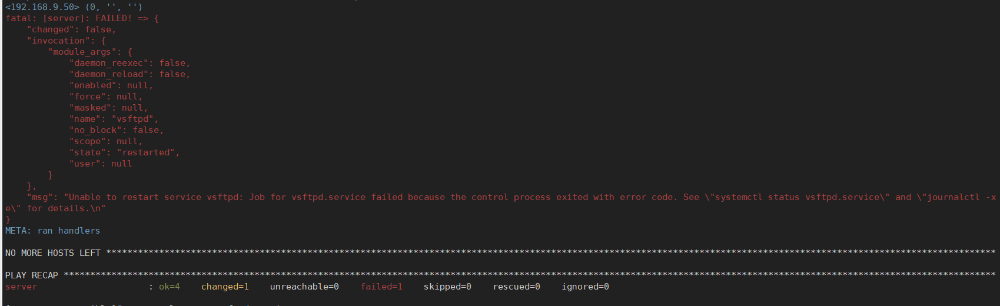 <192.168.9.50> (0, '', '')
fatal: [server]: FAILED! => {
    "changed": false,
    "invocation": {
        "module_args": {
            "daemon_reexec": false,
            "daemon_reload": false,
            "enabled": null,
            "force": null,
            "masked": null,
            "name": "vsftpd",
            "no_block": false,
            "scope": null,
            "state": "restarted",
            "user": null
        }
    },
    "msg": "Unable to restart service vsftpd: Job for vsftpd.service failed because the control process exited with error code. See \"systemctl status vsftpd.service\" and \"journalctl -x
e\" for details.\n"
}
META: ran handlers
NO MORE HOSTS LEFT ************************************************************************************************************************************************************************
PLAY RECAP ********************************************************************************************************************************************************************************
server                     : ok=4    changed=1    unreachable=0    failed=1    skipped=0    rescued=0    ignored=0